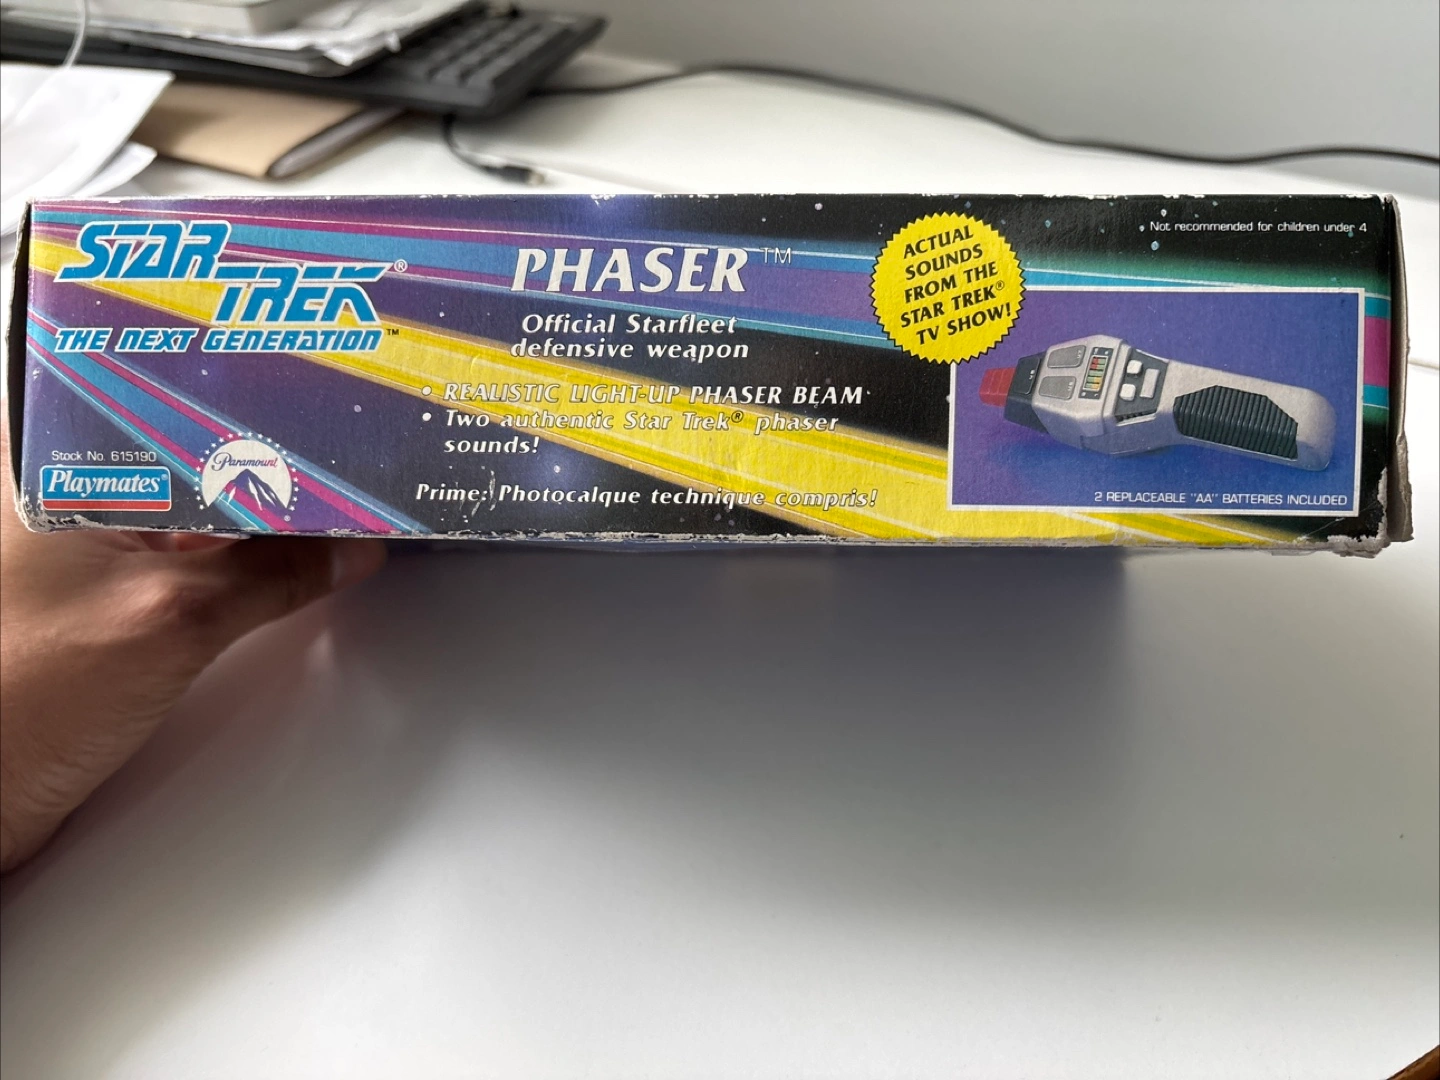 STAR
TREK®
THE NEXT GENERATION™
PHASER™
Official Starfleet
defensive weapon
• REALISTIC LIGHT-UP PHASER BEAM
• Two authentic Star Trek® phaser
sounds!
Prime: Photocalque technique compris!
Stock No. 615190
Playmates®
Paramount
ACTUAL
SOUNDS
FROM THE
STAR TREK®
TV SHOW!
Not recommended for children under 4
2 REPLACEABLE "AA" BATTERIES INCLUDED